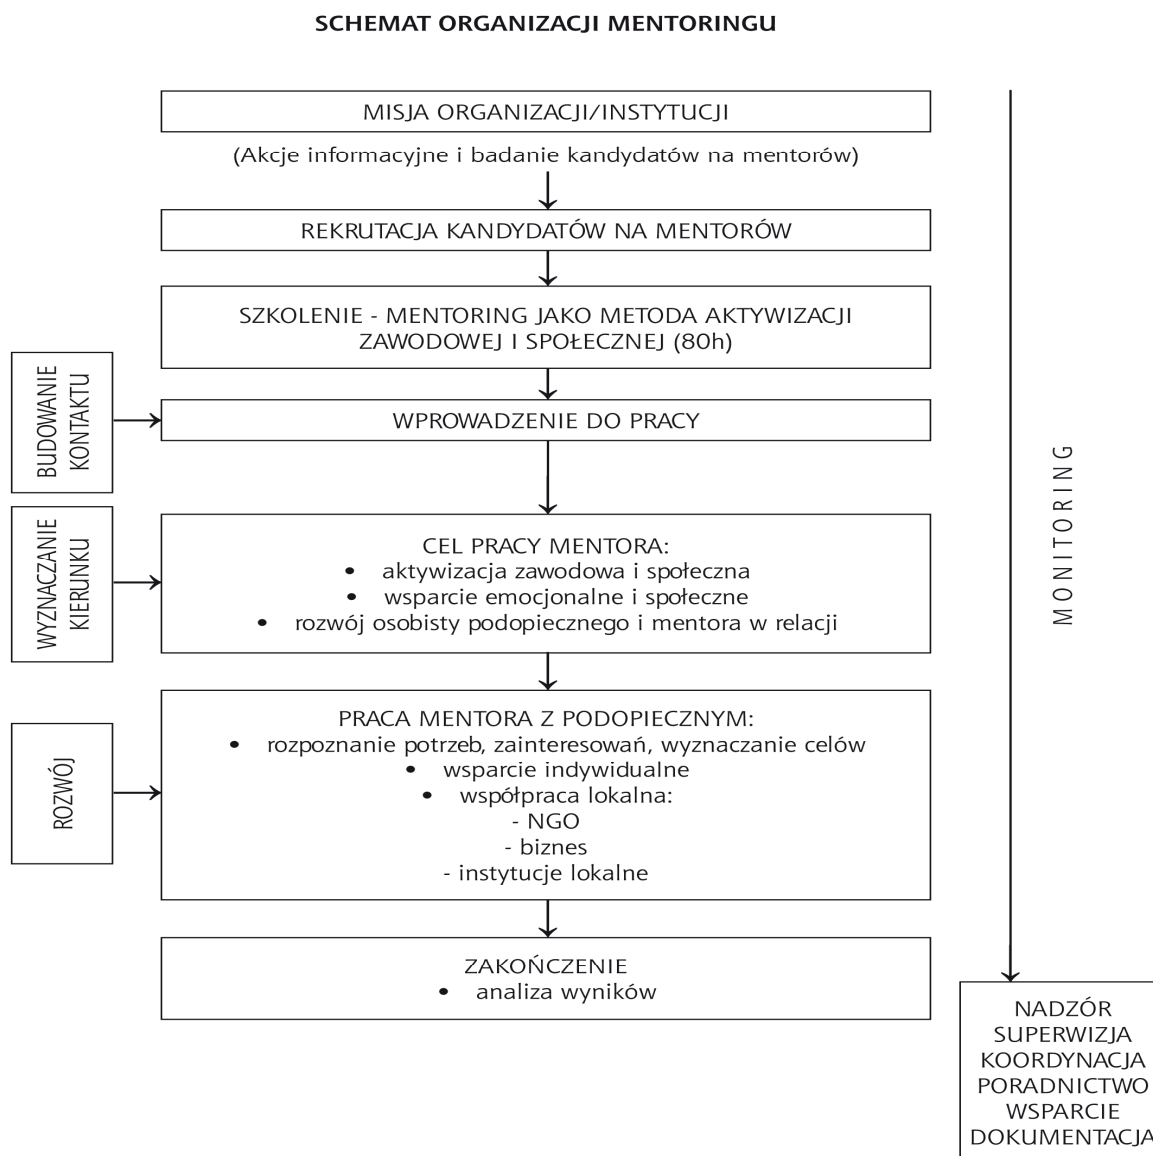 SCHEMAT ORGANIZACJI MENTORINGU
MISJA ORGANIZACJI/INSTYTUCJI
(Akcje informacyjne i badanie kandydatów na mentorów)
REKRUTACJA KANDYDATÓW NA MENTORÓW
SZKOLENIE - MENTORING JAKO METODA AKTYWIZACJI
ZAWODOWEJ I SPOŁECZNEJ (80h)
BUDOWANIE
KONTAKTU
WPROWADZENIE DO PRACY
WYZNACZANIE
KIERUNKU
CEL PRACY MENTORA:
• aktywizacja zawodowa i społeczna
• wsparcie emocjonalne i społeczne
• rozwój osobisty podopiecznego i mentora w relacji
ROZWÓJ
PRACA MENTORA Z PODOPIECZNYM:
• rozpoznanie potrzeb, zainteresowań, wyznaczanie celów
• wsparcie indywidualne
• współpraca lokalna:
- NGO
- biznes
- instytucje lokalne
ZAKOŃCZENIE
• analiza wyników
MONITORING
NADZÓR
SUPERWIZJA
KOORDYNACJA
PORADNICTWO
WSPARCIE
DOKUMENTACJA